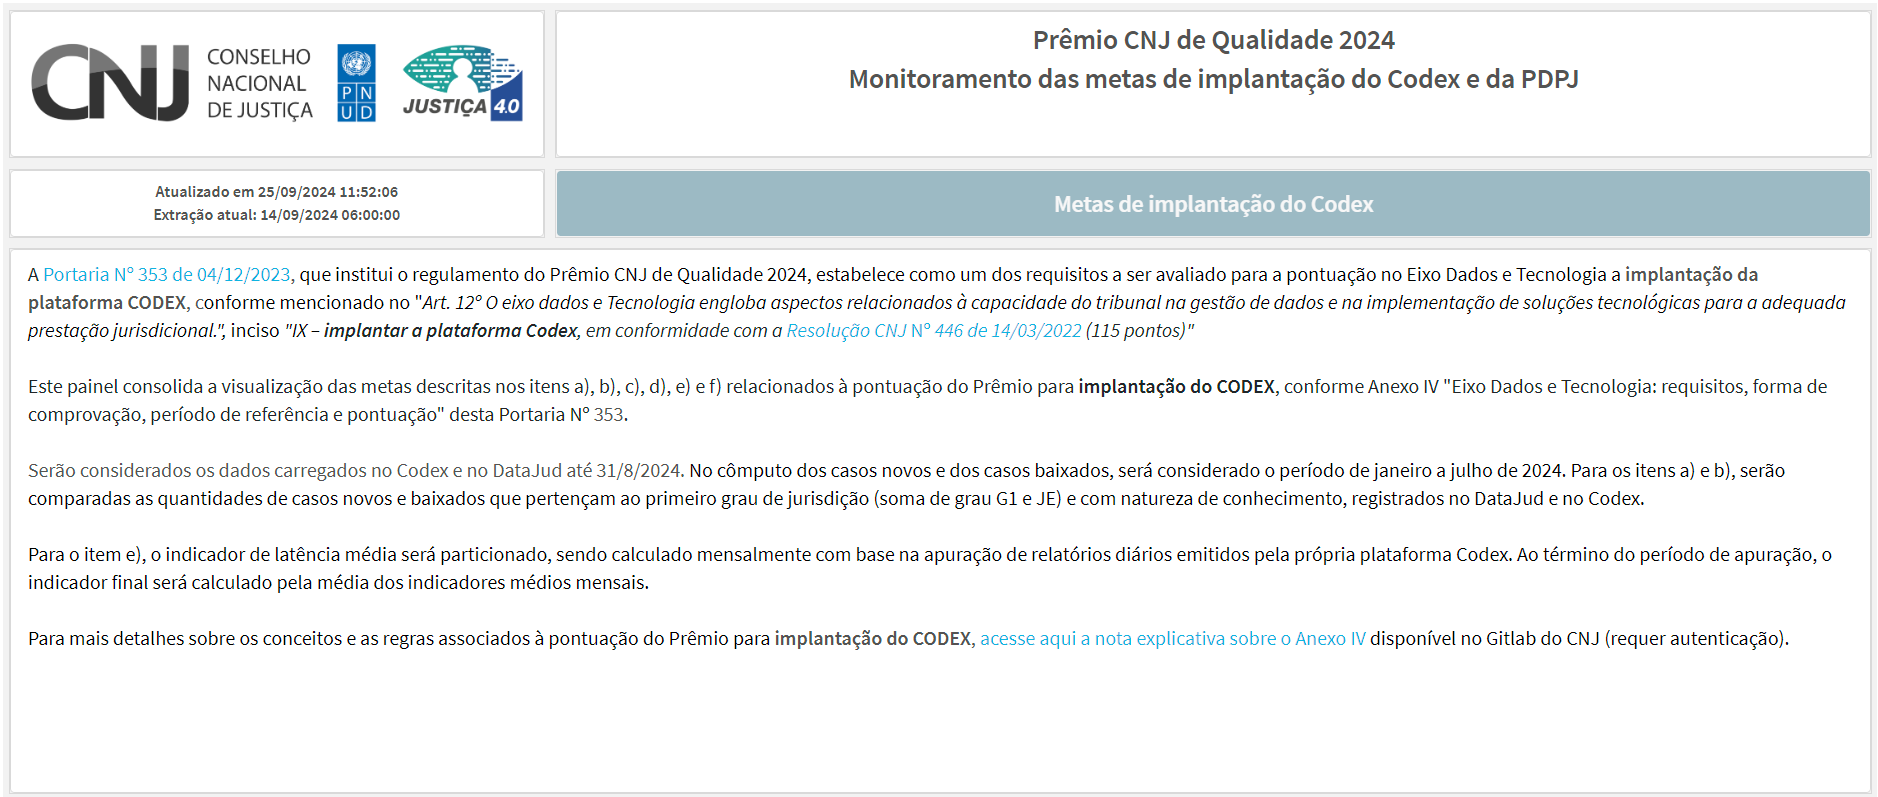 CNJ
CONSELHO
NACIONAL
DE JUSTIÇA
PN
UD
JUSTIÇA 4.0
Prêmio CNJ de Qualidade 2024
Monitoramento das metas de implantação do Codex e da PDPJ
Atualizado em 25/09/2024 11:52:06
Extração atual: 14/09/2024 06:00:00
Metas de implantação do Codex
A Portaria Nº 353 de 04/12/2023, que institui o regulamento do Prêmio CNJ de Qualidade 2024, estabelece como um dos requisitos a ser avaliado para a pontuação no Eixo Dados e Tecnologia a implantação da
plataforma CODEX, conforme mencionado no "Art. 12º O eixo dados e Tecnologia engloba aspectos relacionados à capacidade do tribunal na gestão de dados e na implementação de soluções tecnológicas para a adequada
prestação jurisdicional.", inciso "IX – implantar a plataforma Codex, em conformidade com a Resolução CNJ Nº 446 de 14/03/2022 (115 pontos)"
Este painel consolida a visualização das metas descritas nos itens a), b), c), d), e) e f) relacionados à pontuação do Prêmio para implantação do CODEX, conforme Anexo IV "Eixo Dados e Tecnologia: requisitos, forma de
comprovação, período de referência e pontuação" desta Portaria Nº 353.
Serão considerados os dados carregados no Codex e no DataJud até 31/8/2024. No cômputo dos casos novos e dos casos baixados, será considerado o período de janeiro a julho de 2024. Para os itens a) e b), serão
comparadas as quantidades de casos novos e baixados que pertençam ao primeiro grau de jurisdição (soma de grau G1 e JE) e com natureza de conhecimento, registrados no DataJud e no Codex.
Para o item e), o indicador de latência média será particionado, sendo calculado mensalmente com base na apuração de relatórios diários emitidos pela própria plataforma Codex. Ao término do período de apuração, o
indicador final será calculado pela média dos indicadores médios mensais.
Para mais detalhes sobre os conceitos e as regras associados à pontuação do Prêmio para implantação do CODEX, acesse aqui a nota explicativa sobre o Anexo IV disponível no Gitlab do CNJ (requer autenticação).